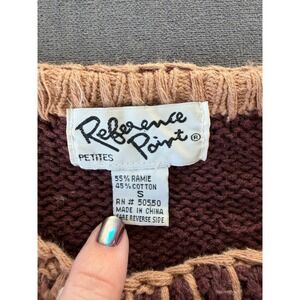 Reference
Point ®
PETITES
55% RAMIE
45% COTTON
S
RN # 50550
MADE IN CHINA
CARE REVERSE SIDE